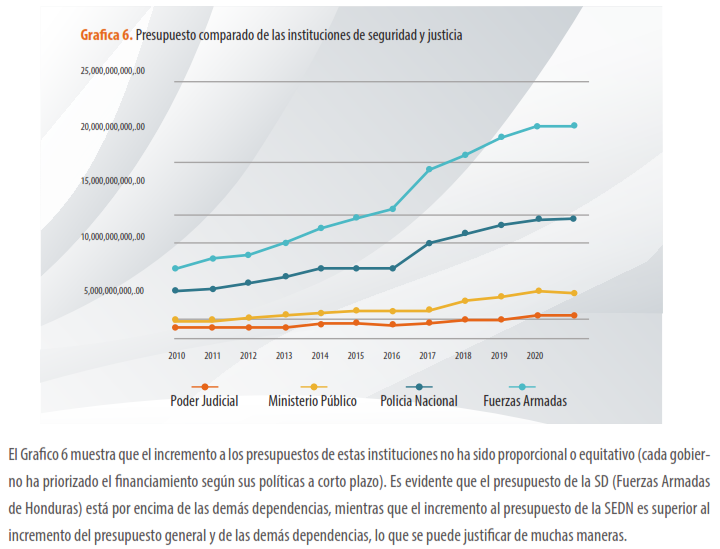 Grafica 6. Presupuesto comparado de las instituciones de seguridad y justicia
25,000,000,000,.00
20,000,000,000,.00
15,000,000,000,.00
10,000,000,000,.00
5,000,000,000,.00
2010 2011 2012 2013 2014 2015 2016 2017 2018 2019 2020
Poder Judicial Ministerio Público Policia Nacional Fuerzas Armadas
El Grafico 6 muestra que el incremento a los presupuestos de estas instituciones no ha sido proporcional o equitativo (cada gobier-
no ha priorizado el financiamiento según sus políticas a corto plazo). Es evidente que el presupuesto de la SD (Fuerzas Armadas
de Honduras) está por encima de las demás dependencias, mientras que el incremento al presupuesto de la SEDN es superior al
incremento del presupuesto general y de las demás dependencias, lo que se puede justificar de muchas maneras.